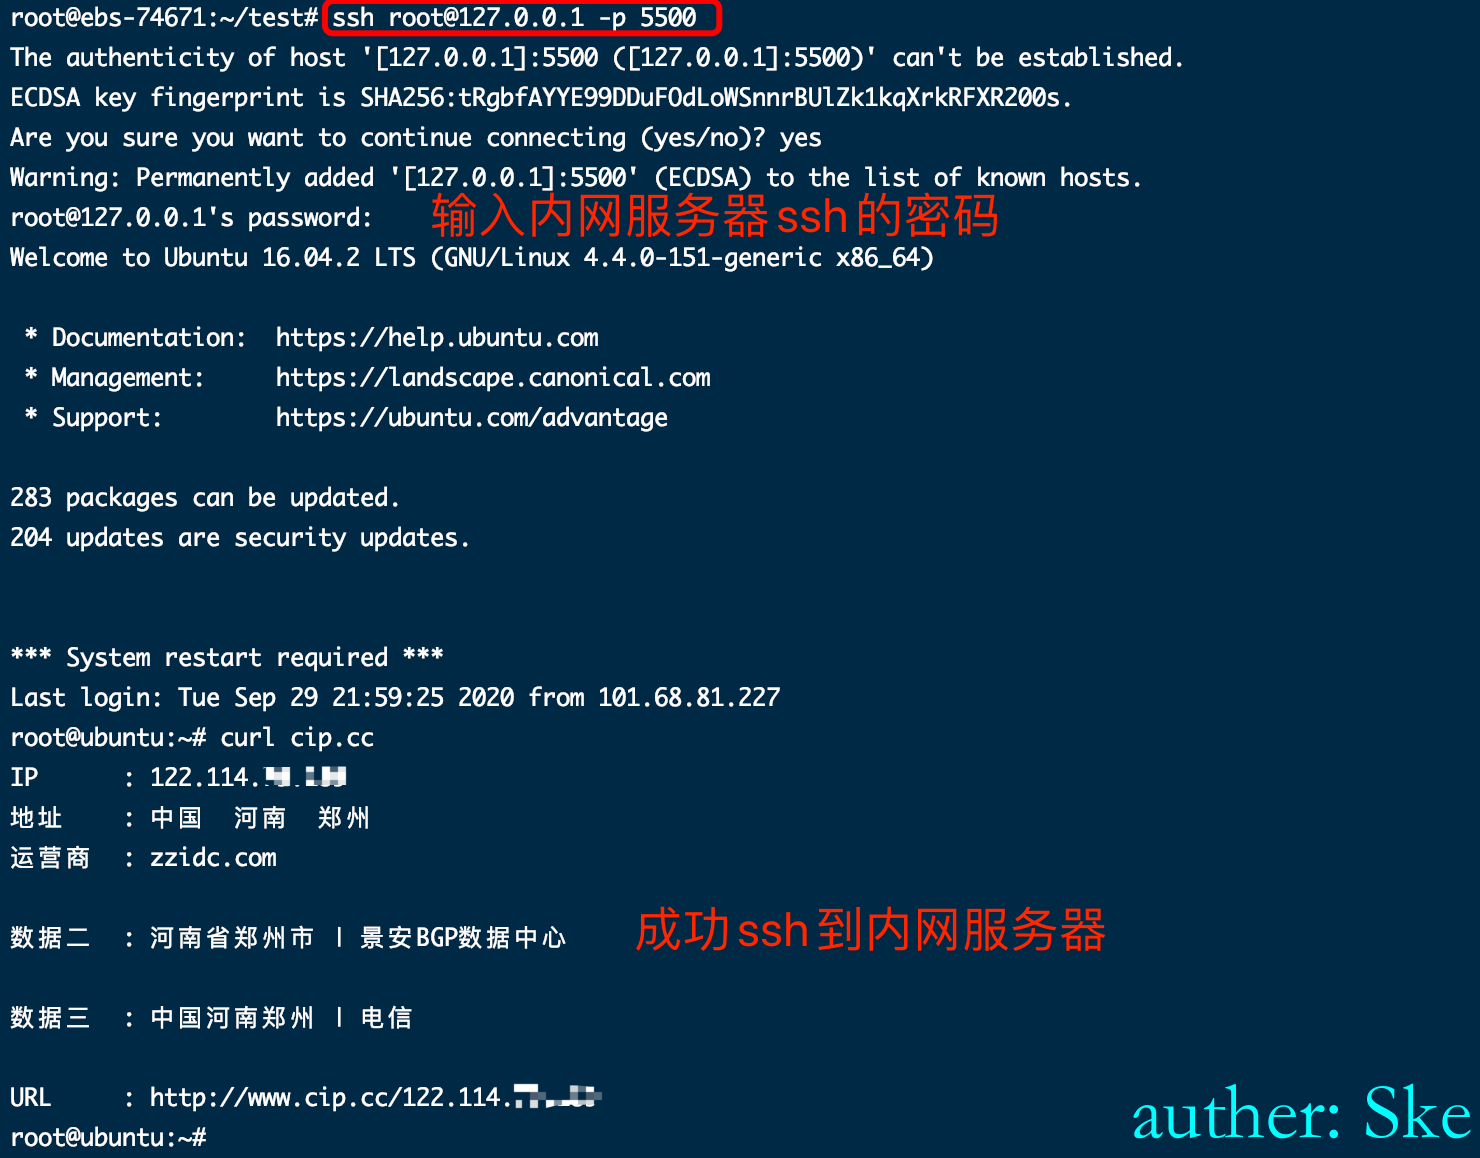 root@ebs-74671:~/test# ssh root@127.0.0.1 -p 5500
The authenticity of host '[127.0.0.1]:5500 ([127.0.0.1]:5500)' can't be established.
ECDSA key fingerprint is SHA256:tRgbfAYYE99DDuFOdLoWSnnrBUlZk1kqXrkRFXR200s.
Are you sure you want to continue connecting (yes/no)? yes
Warning: Permanently added '[127.0.0.1]:5500' (ECDSA) to the list of known hosts.
root@127.0.0.1's password: 输入内网服务器ssh的密码
Welcome to Ubuntu 16.04.2 LTS (GNU/Linux 4.4.0-151-generic x86_64)
* Documentation: https://help.ubuntu.com
* Management: https://landscape.canonical.com
* Support: https://ubuntu.com/advantage
283 packages can be updated.
204 updates are security updates.
*** System restart required ***
Last login: Tue Sep 29 21:59:25 2020 from 101.68.81.227
root@ubuntu:~# curl cip.cc
IP : 122.114.
地址 : 中国 河南 郑州
运营商 : zzidc.com
数据二 : 河南省郑州市 | 景安BGP数据中心 成功ssh到内网服务器
数据三 : 中国河南郑州 | 电信
URL : http://www.cip.cc/122.114.
root@ubuntu:~#
auther: Ske